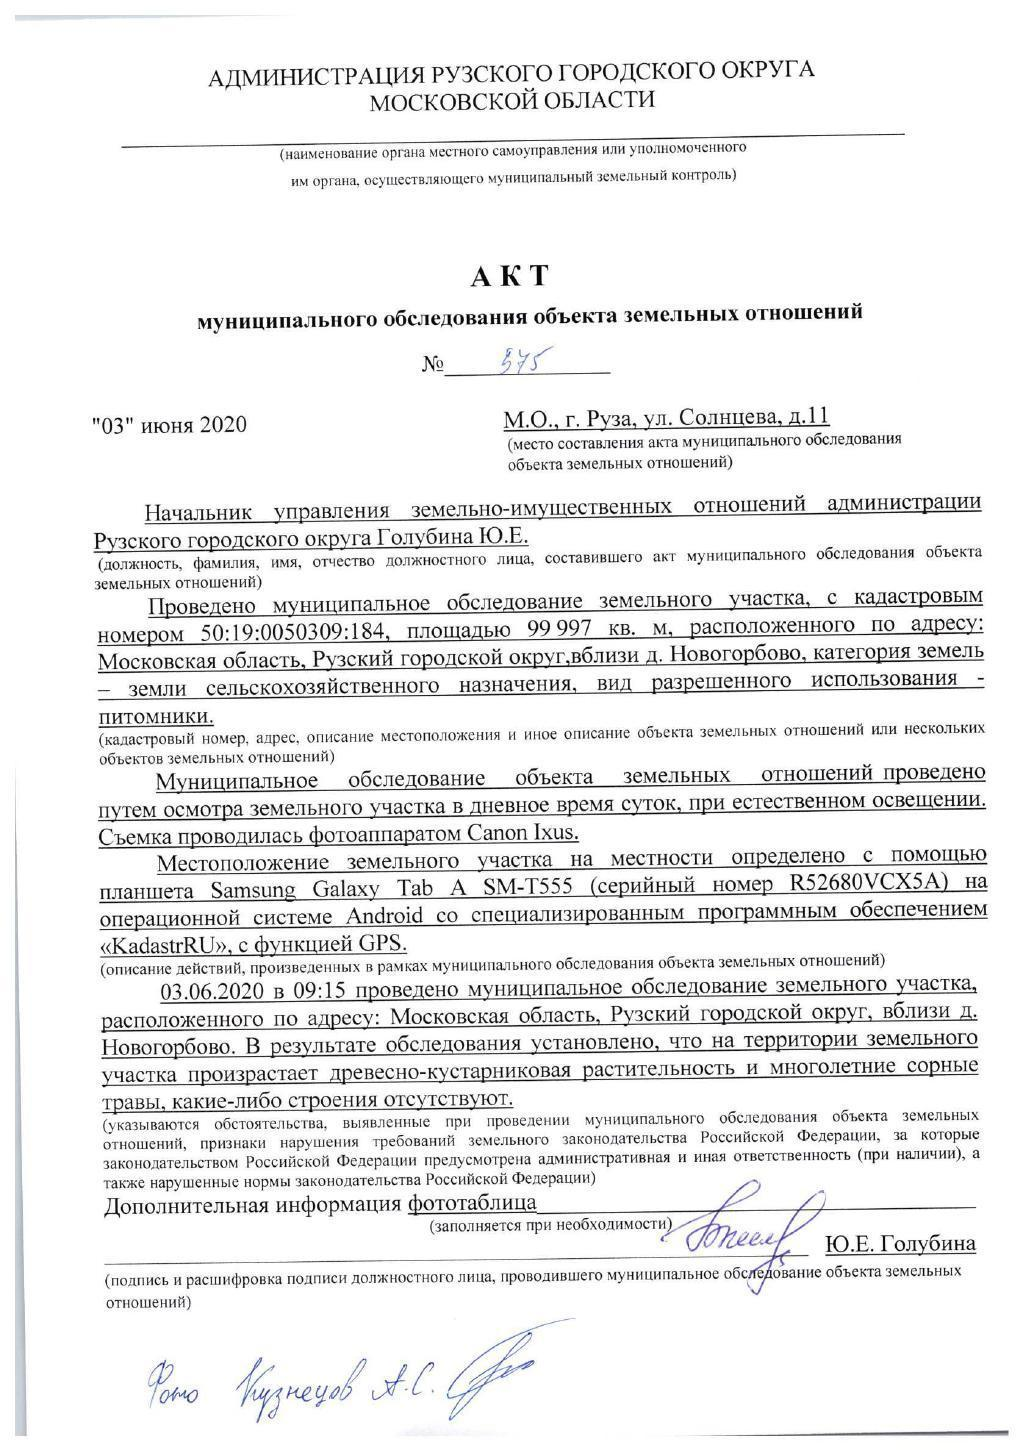 АДМИНИСТРАЦИЯ РУЗСКОГО ГОРОДСКОГО ОКРУГА
МОСКОВСКОЙ ОБЛАСТИ
(наименование органа местного самоуправления или уполномоченного
им органа, осуществляющего муниципальный земельный контроль)
А К Т
муниципального обследования объекта земельных отношений
№ 375
"03" июня 2020
М.О., г. Руза, ул. Солнцева, д.11
(место составления акта муниципального обследования
объекта земельных отношений)
Начальник управления земельно-имущественных отношений администрации
Рузского городского округа Голубина Ю.Е.
(должность, фамилия, имя, отчество должностного лица, составившего акт муниципального обследования объекта
земельных отношений)
Проведено муниципальное обследование земельного участка, с кадастровым
номером 50:19:0050309:184, площадью 99 997 кв. м, расположенного по адресу:
Московская область, Рузский городской округ,вблизи д. Новогорбово, категория земель
– земли сельскохозяйственного назначения, вид разрешенного использования -
питомники.
(кадастровый номер, адрес, описание местоположения и иное описание объекта земельных отношений или нескольких
объектов земельных отношений)
Муниципальное обследование объекта земельных отношений проведено
путем осмотра земельного участка в дневное время суток, при естественном освещении.
Съемка проводилась фотоаппаратом Canon Ixus.
Местоположение земельного участка на местности определено с помощью
планшета Samsung Galaxy Tab A SM-T555 (серийный номер R52680VCX5A) на
операционной системе Android со специализированным программным обеспечением
«KadastrRU», с функцией GPS.
(описание действий, произведенных в рамках муниципального обследования объекта земельных отношений)
03.06.2020 в 09:15 проведено муниципальное обследование земельного участка,
расположенного по адресу: Московская область, Рузский городской округ, вблизи д.
Новогорбово. В результате обследования установлено, что на территории земельного
участка произрастает древесно-кустарниковая растительность и многолетние сорные
травы, какие-либо строения отсутствуют.
(указываются обстоятельства, выявленные при проведении муниципального обследования объекта земельных
отношений, признаки нарушения требований земельного законодательства Российской Федерации, за которые
законодательством Российской Федерации предусмотрена административная и иная ответственность (при наличии), а
также нарушенные нормы законодательства Российской Федерации)
Дополнительная информация фототаблица
(заполняется при необходимости)
Ю.Е. Голубина
(подпись и расшифровка подписи должностного лица, проводившего муниципальное обследование объекта земельных
отношений)
Фото Кузнецов А.С.